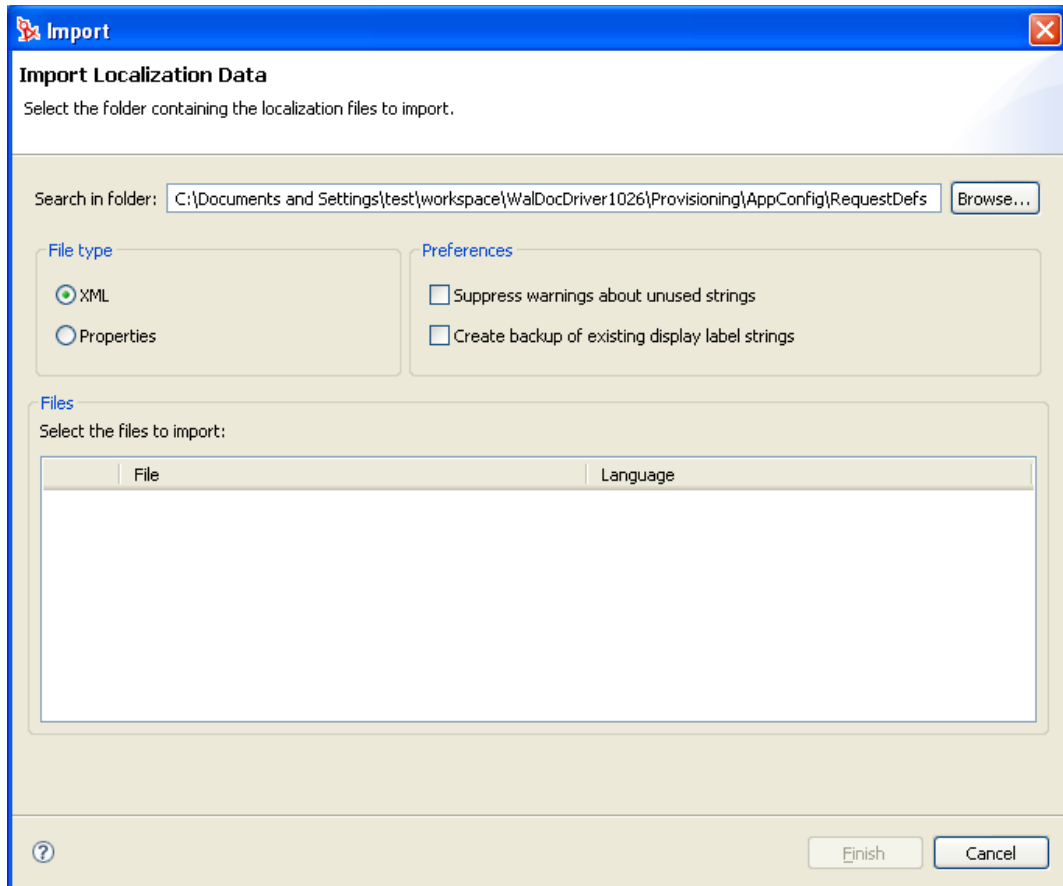 Import
Import Localization Data
Select the folder containing the localization files to import.
Search in folder: C:\Documents and Settings\test\workspace\WalDocDriver1026\Provisioning\AppConfig\RequestDefs Browse...
File type Preferences
XML Suppress warnings about unused strings
Properties Create backup of existing display label strings
Files
Select the files to import:
File Language
? Finish Cancel